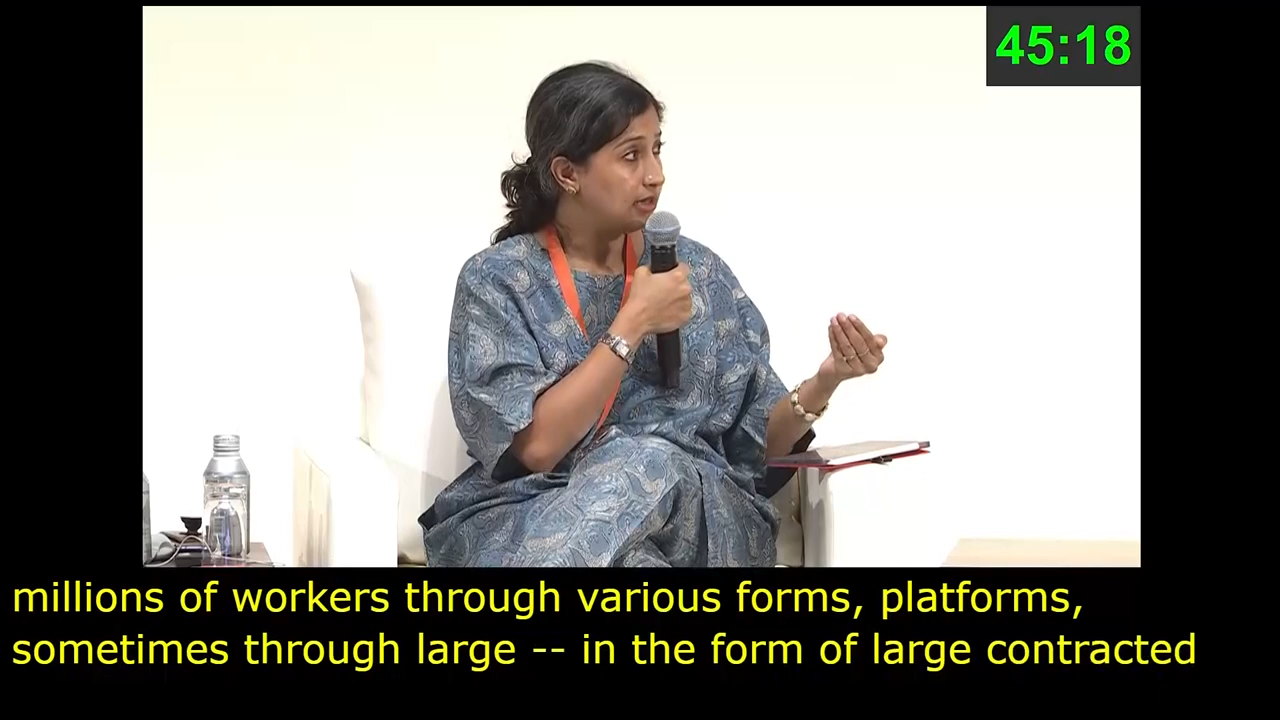 45:18
millions of workers through various forms, platforms,
sometimes through large -- in the form of large contracted